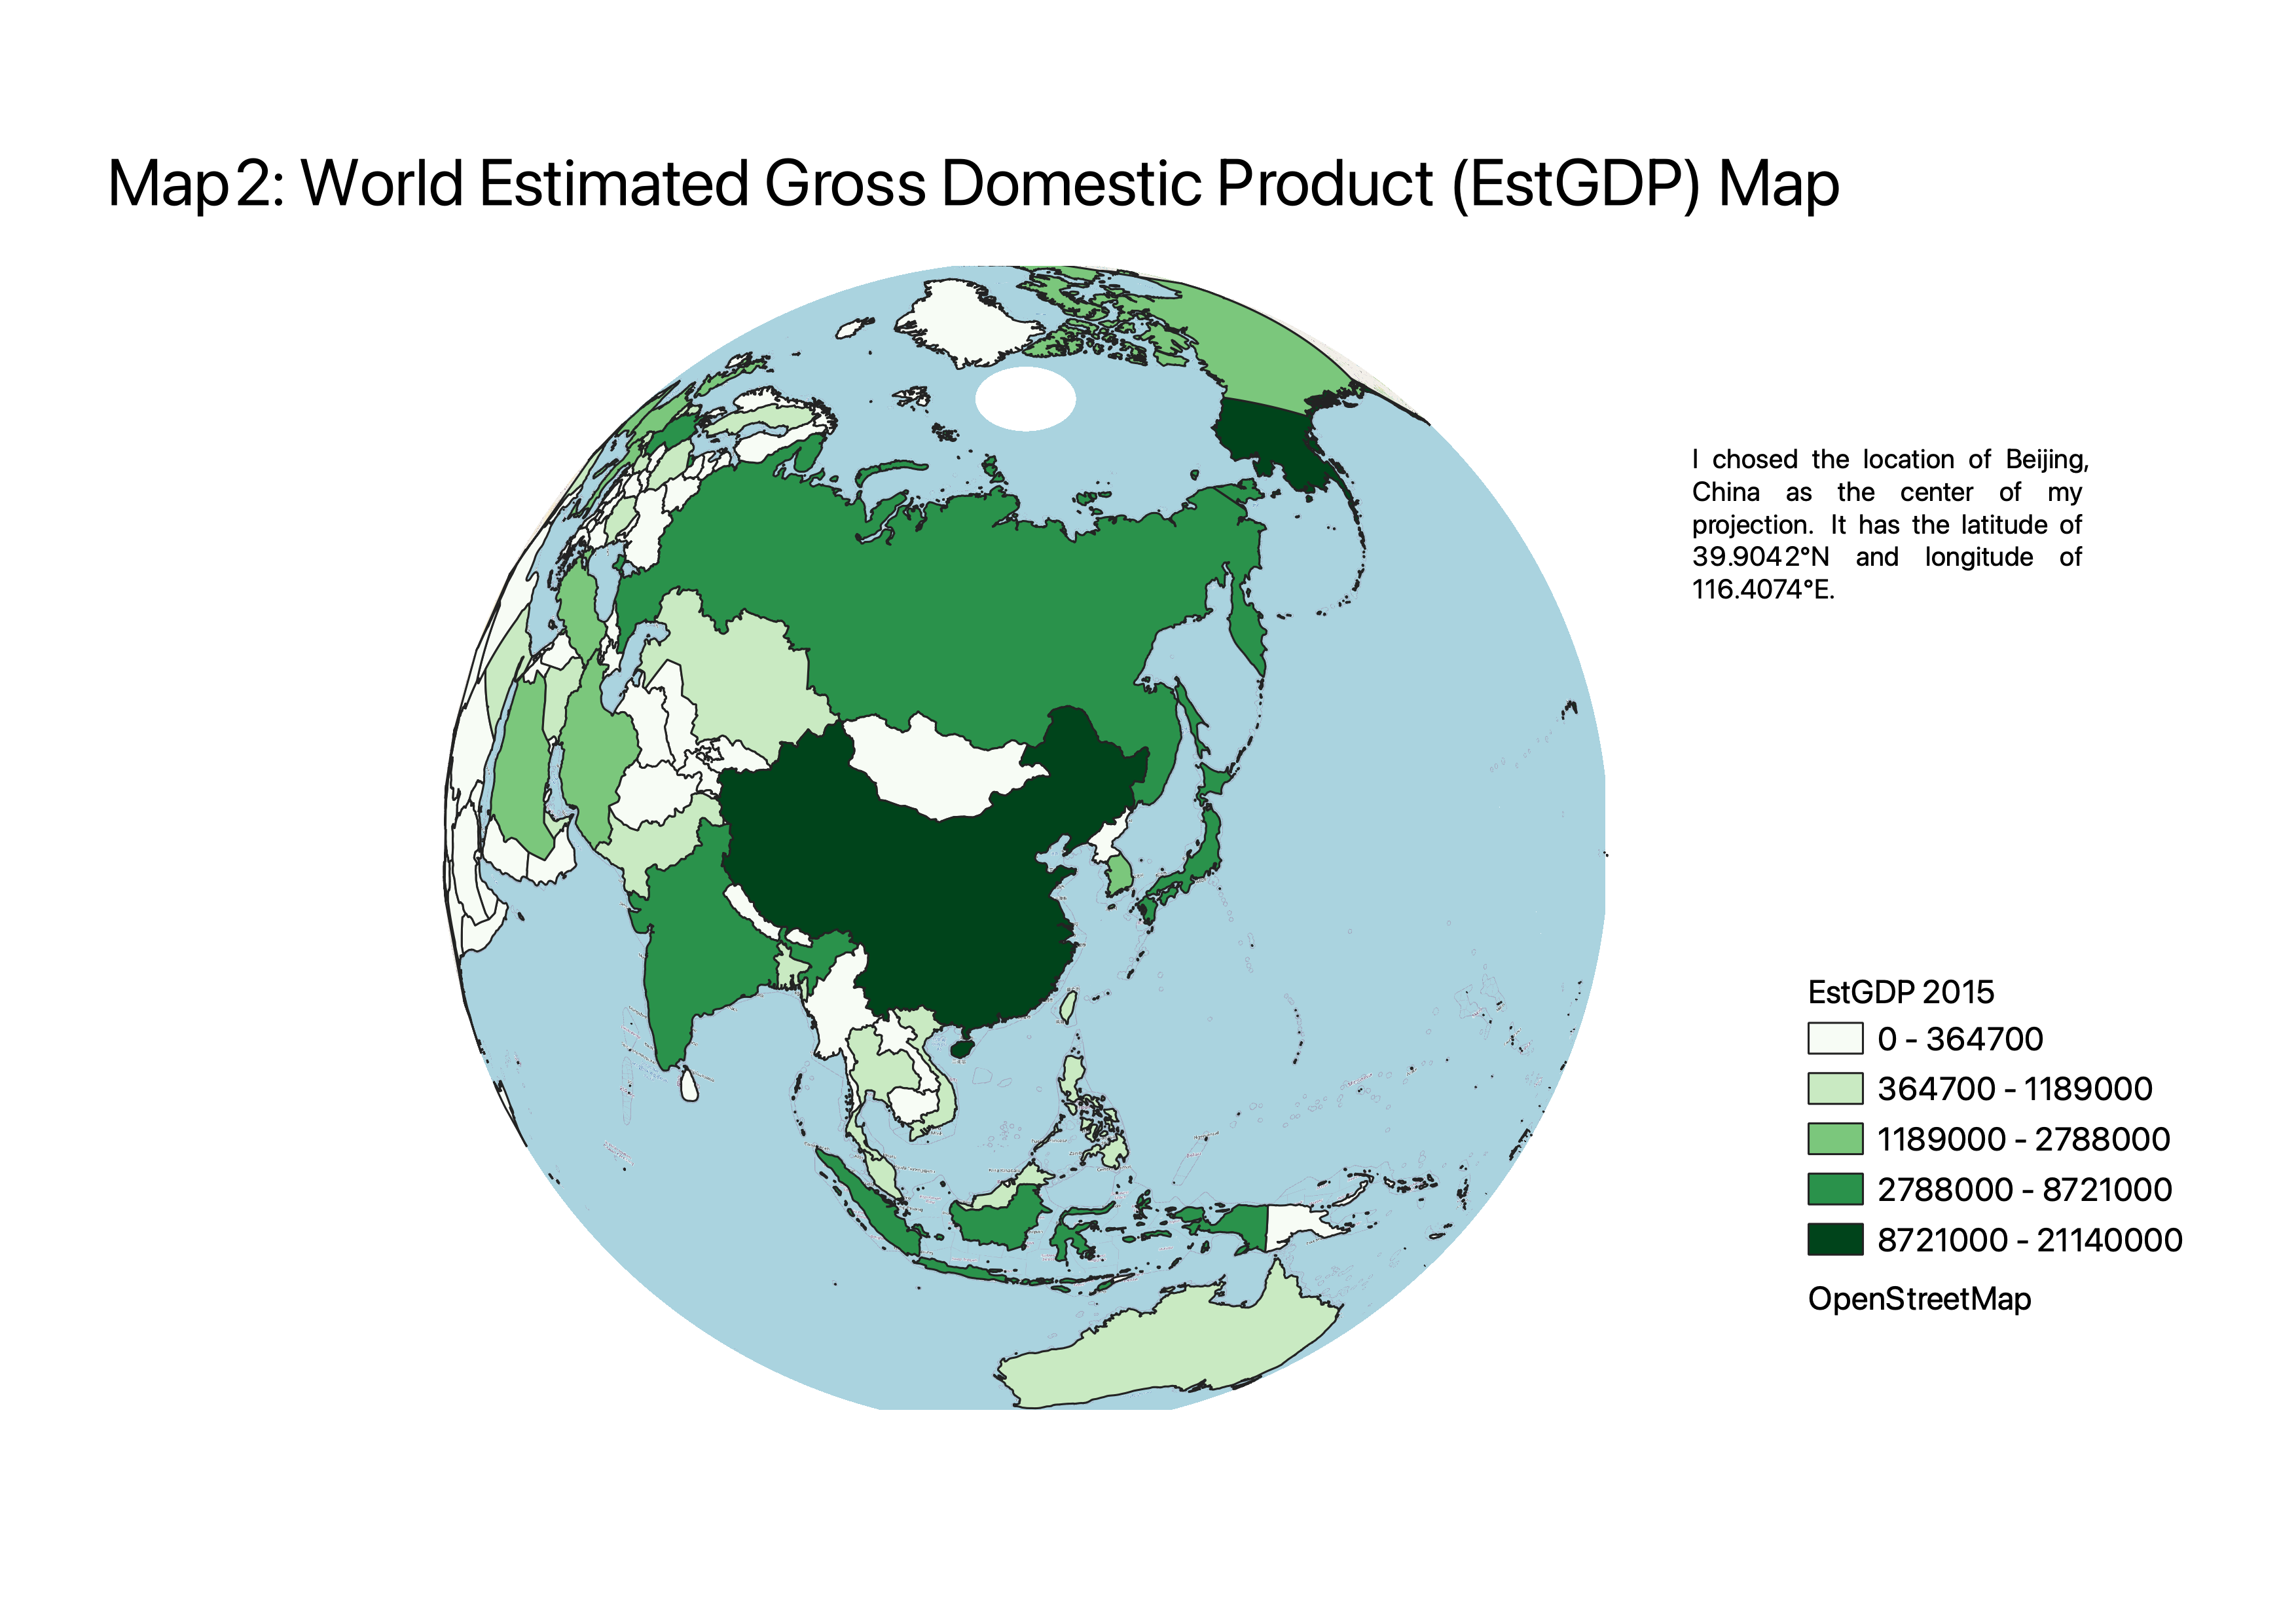 Map2: World Estimated Gross Domestic Product (EstGDP) Map
I chosed the location of Beijing,
China as the center of my
projection. It has the latitude of
39.9042°N and longitude of
116.4074°E.
EstGDP 2015
0 - 364700
364700 - 1189000
1189000 - 2788000
2788000 - 8721000
8721000 - 21140000
OpenStreetMap